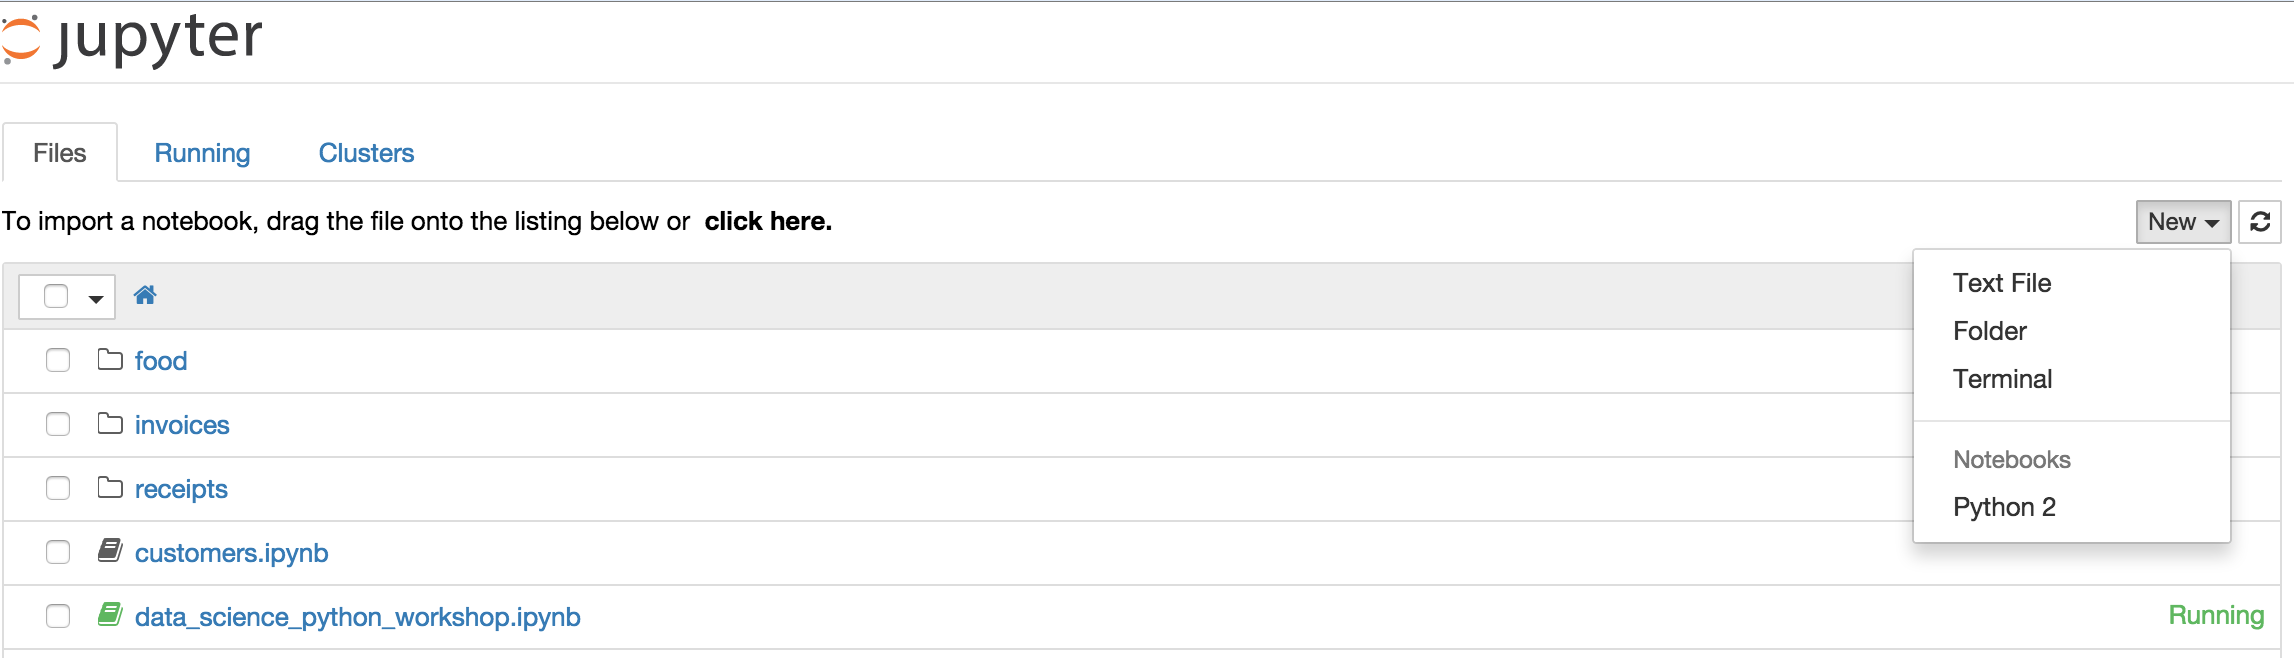 jupyter
Files Running Clusters
To import a notebook, drag the file onto the listing below or click here.
New
Text File
Folder
Terminal
Notebooks
Python 2
food
invoices
receipts
customers.ipynb
data_science_python_workshop.ipynb Running